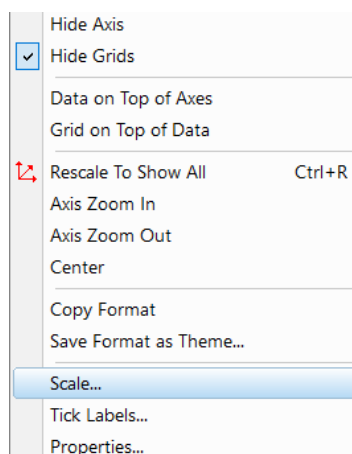 Hide Axis
Hide Grids
Data on Top of Axes
Grid on Top of Data
Rescale To Show All Ctrl+R
Axis Zoom In
Axis Zoom Out
Center
Copy Format
Save Format as Theme...
Scale...
Tick Labels...
Properties...